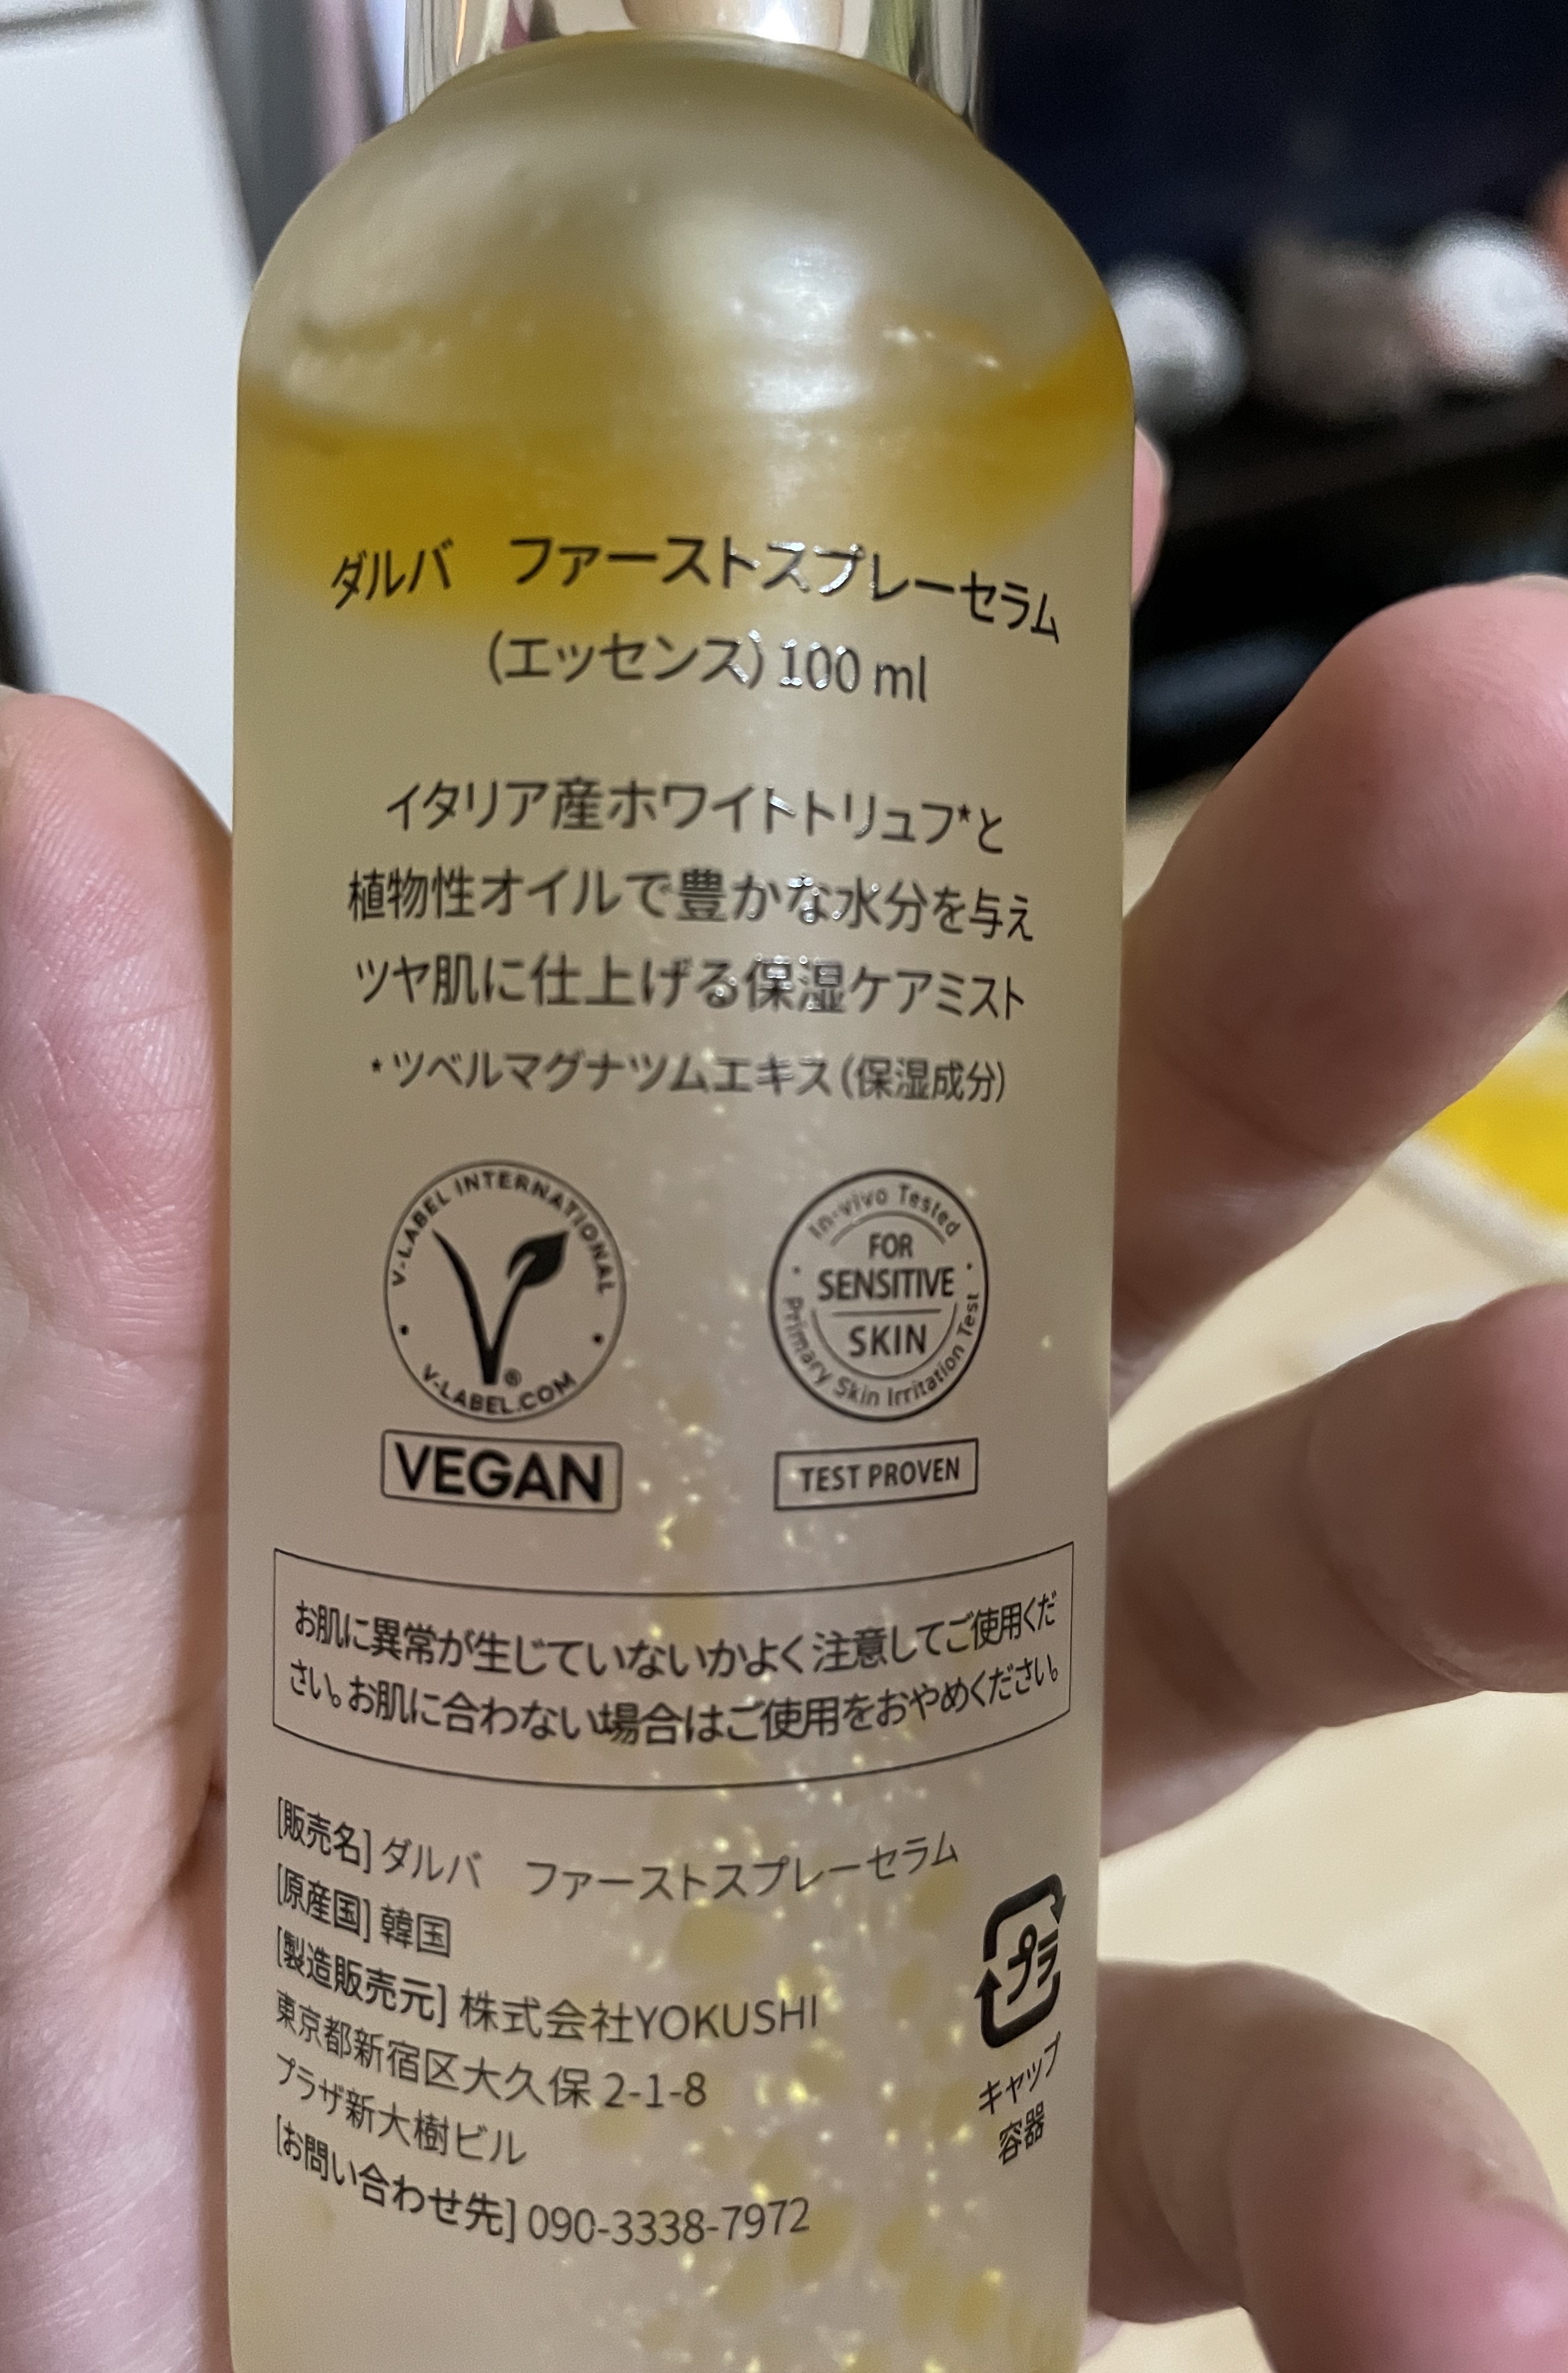 ダルバ　ファーストスプレーセラム
(エッセンス) 100 ml
イタリア産ホワイトトリュフ*と
植物性オイルで豊かな水分を与え
ツヤ肌に仕上げる保湿ケアミスト
*ツベルマグナツムエキス(保湿成分)
V-LABEL INTERNATIONAL
V-LABEL.COM
®
VEGAN
In-vivo Tested
FOR
SENSITIVE
SKIN
Primary Skin Irritation Test
TEST PROVEN
お肌に異常が生じていないかよく注意してご使用くだ
さい。お肌に合わない場合はご使用をおやめください。
[販売名] ダルバ　ファーストスプレーセラム
[原産国] 韓国
[製造販売元] 株式会社YOKUSHI
東京都新宿区大久保 2-1-8
プラザ新大樹ビル
[お問い合わせ先] 090-3338-7972
プラ
キャップ
容器